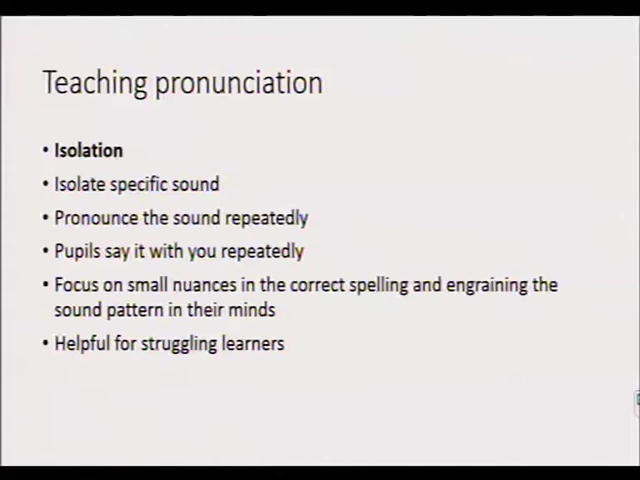 Teaching pronunciation
• Isolation
• Isolate specific sound
• Pronounce the sound repeatedly
• Pupils say it with you repeatedly
• Focus on small nuances in the correct spelling and engraining the
sound pattern in their minds
• Helpful for struggling learners